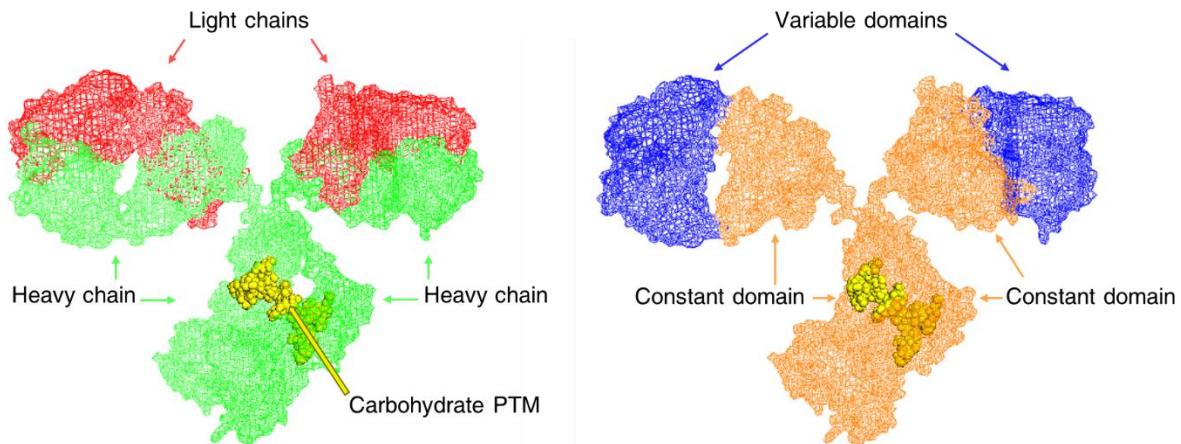 Light chains
Variable domains
Heavy chain
Heavy chain
Constant domain
Constant domain
Carbohydrate PTM